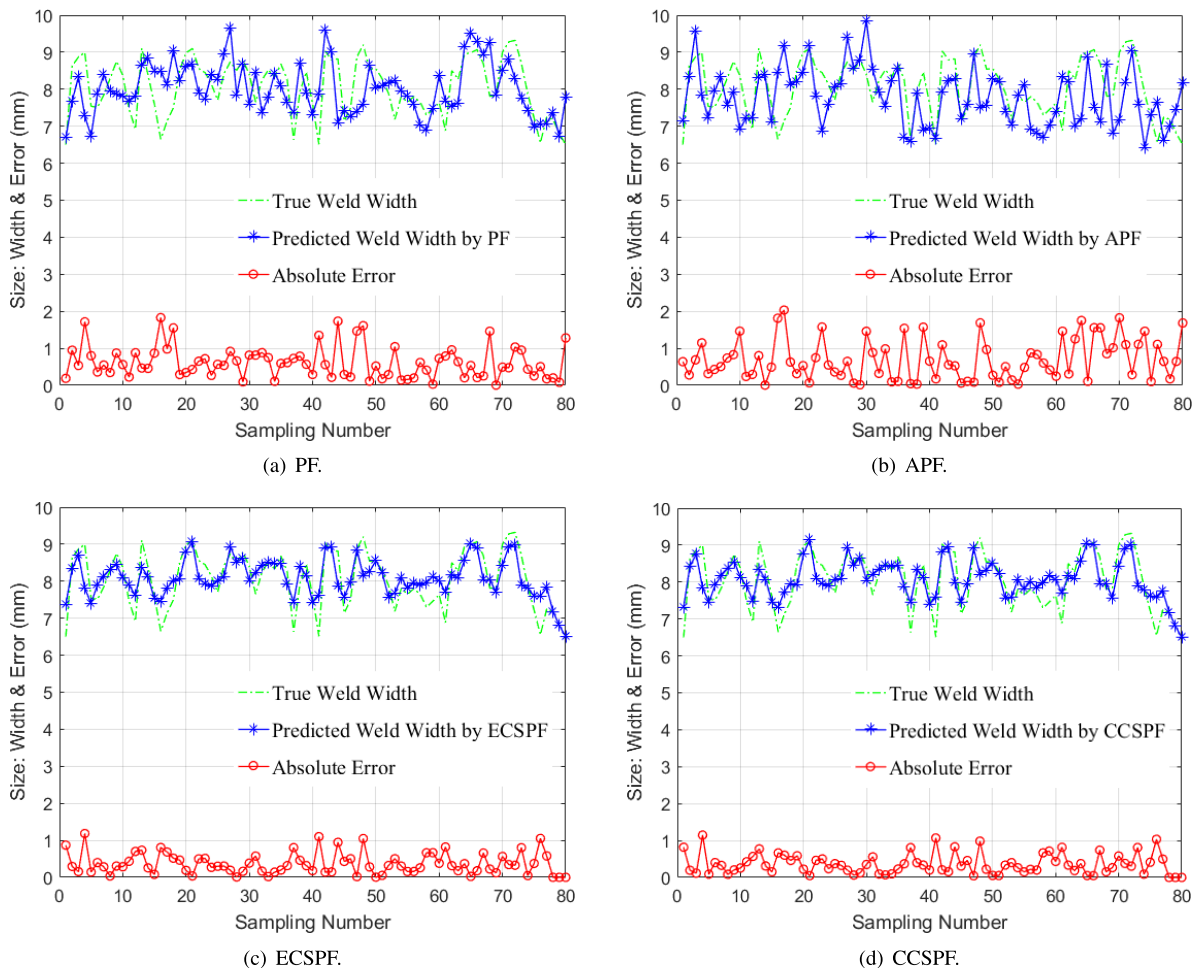 10
9
8
7
6
5
4
3
2
1
0
Size: Width & Error (mm)
True Weld Width
Predicted Weld Width by PF
Absolute Error
0 10 20 30 40 50 60 70 80
Sampling Number
(a) PF.
10
9
8
7
6
5
4
3
2
1
0
Size: Width & Error (mm)
True Weld Width
Predicted Weld Width by APF
Absolute Error
0 10 20 30 40 50 60 70 80
Sampling Number
(b) APF.
10
9
8
7
6
5
4
3
2
1
0
Size: Width & Error (mm)
True Weld Width
Predicted Weld Width by ECSPF
Absolute Error
0 10 20 30 40 50 60 70 80
Sampling Number
(c) ECSPF.
10
9
8
7
6
5
4
3
2
1
0
Size: Width & Error (mm)
True Weld Width
Predicted Weld Width by CCSPF
Absolute Error
0 10 20 30 40 50 60 70 80
Sampling Number
(d) CCSPF.